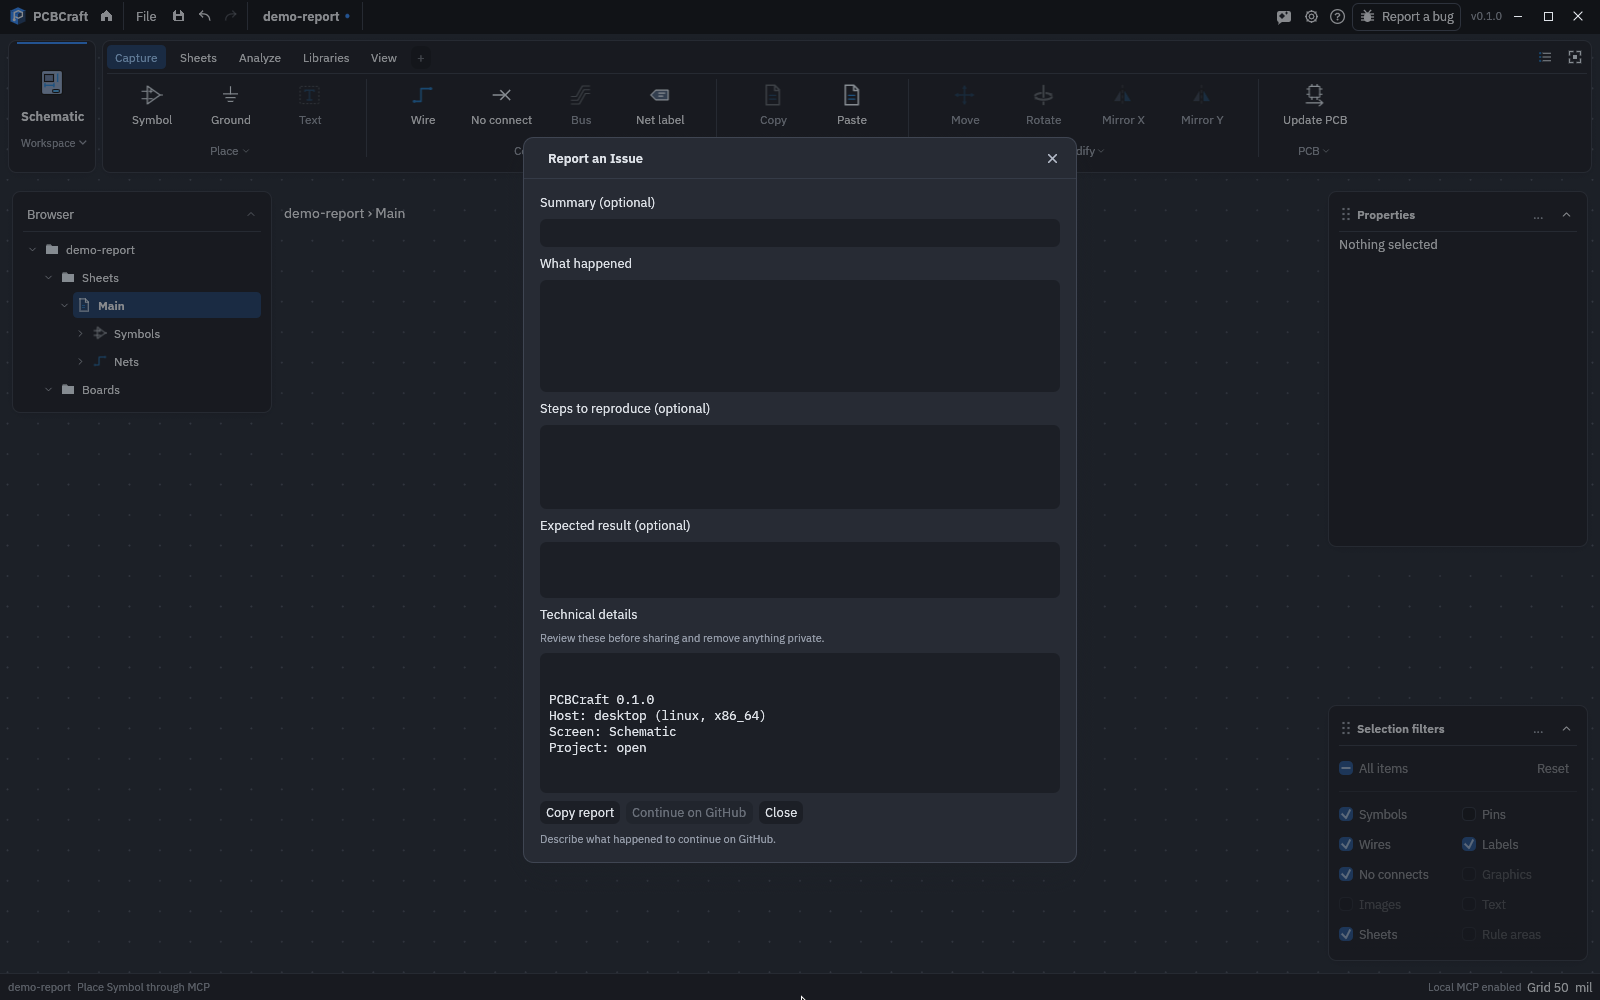 PCBCraft
File
demo-report
Report a bug
v0.1.0
Schematic
Workspace
Capture
Sheets
Analyze
Libraries
View
+
Symbol
Ground
Text
Place
Wire
No connect
Bus
Net label
Copy
Paste
Move
Rotate
Mirror X
Mirror Y
Update PCB
PCB
Browser
demo-report
Sheets
Main
Symbols
Nets
Boards
demo-report › Main
Report an Issue
Summary (optional)
What happened
Steps to reproduce (optional)
Expected result (optional)
Technical details
Review these before sharing and remove anything private.
PCBCraft 0.1.0
Host: desktop (linux, x86_64)
Screen: Schematic
Project: open
Copy report
Continue on GitHub
Close
Describe what happened to continue on GitHub.
Properties
...
Nothing selected
Selection filters
...
All items
Reset
Symbols
Pins
Wires
Labels
No connects
Graphics
Images
Text
Sheets
Rule areas
demo-report Place Symbol through MCP
Local MCP enabled Grid 50 mil